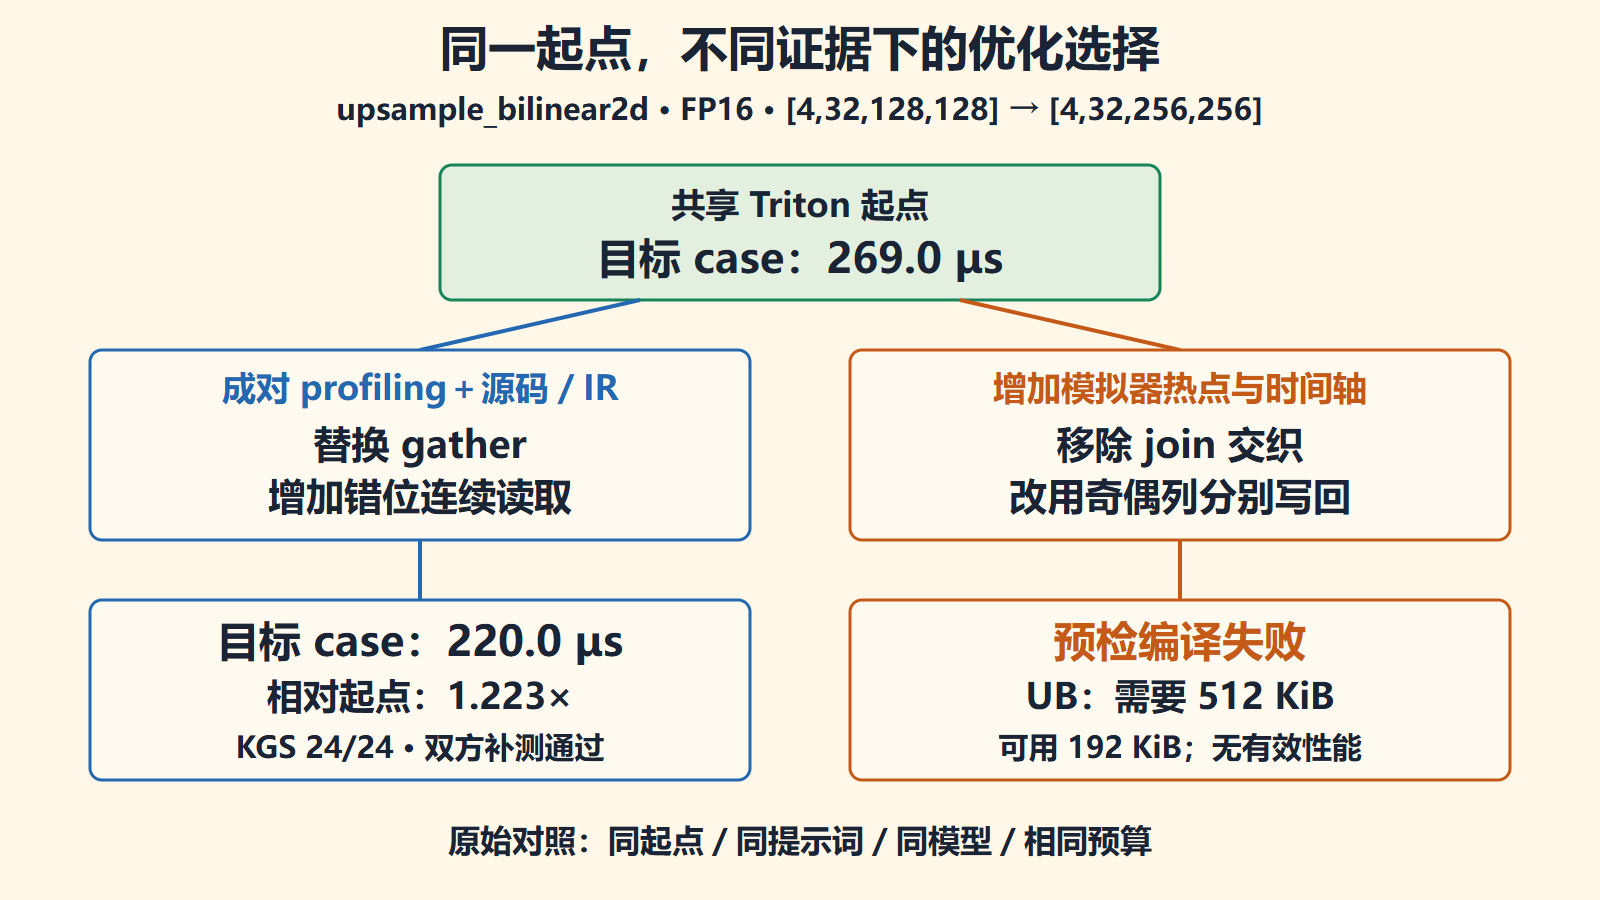 同一起点，不同证据下的优化选择
upsample_bilinear2d • FP16 • [4,32,128,128] → [4,32,256,256]
共享 Triton 起点
目标 case：269.0 μs
成对 profiling + 源码 / IR
替换 gather
增加错位连续读取
目标 case：220.0 μs
相对起点：1.223×
KGS 24/24 • 双方补测通过
增加模拟器热点与时间轴
移除 join 交织
改用奇偶列分别写回
预检编译失败
UB：需要 512 KiB
可用 192 KiB；无有效性能
原始对照：同起点 / 同提示词 / 同模型 / 相同预算